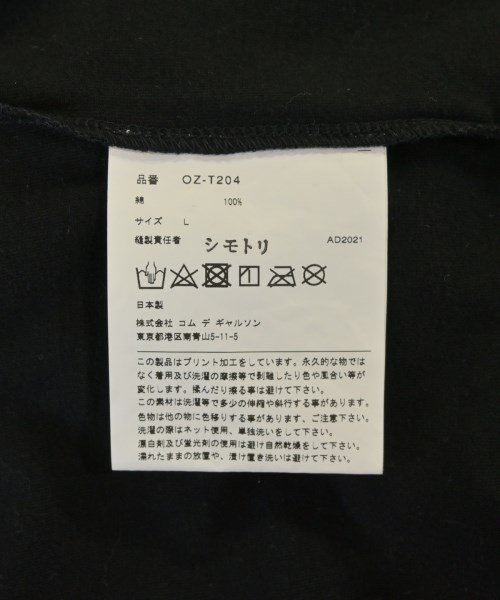 品番 OZ-T204
綿 100%
サイズ L
縫製責任者 シモトリ AD2021
日本製
株式会社 コム デ ギャルソン
東京都港区南青山5-11-5
この製品はプリント加工をしています。永久的な物では
なく着用及び洗濯の摩擦等で剥離したり色や風合い等が
変化します。揉んだり擦る事は避けて下さい。
この素材は洗濯等で多少の伸縮や斜行する事があります。
色物は他の物に色移りする事があります、ご注意下さい。
洗濯の際はネット使用、単独洗いをして下さい。
漂白剤及び蛍光剤の使用は避け自然乾燥をして下さい。
濡れたままの放置や、漬け置き洗いは避けて下さい。